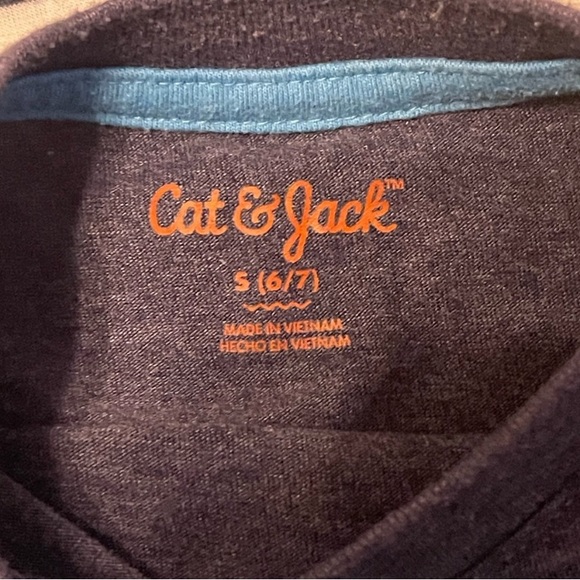 Cat & Jack™
S (6/7)
MADE IN VIETNAM
HECHO EN VIETNAM